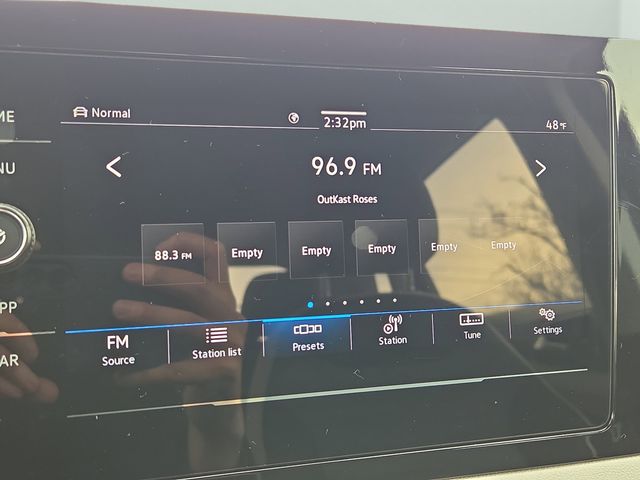 Normal
2:32pm
48°F
96.9 FM
OutKast Roses
88.3 FM
Empty
Empty
Empty
Empty
Empty
FM
Source
Station list
Presets
Station
Tune
Settings